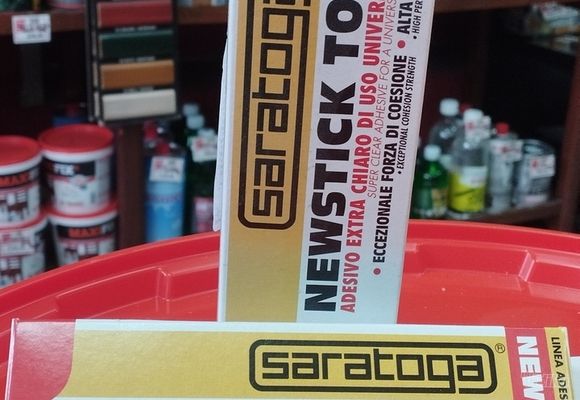 saratoga
NEWSTICK TO
ADESIVO EXTRA CHIARO DI USO UNIVER
SUPER CLEAR ADHESIVE FOR A UNIVERS
• ECCEZIONALE FORZA DI COESIONE • ALTA
• EXCEPTIONAL COHESION STRENGTH • HIGH PER
saratoga®
NEW
LINEA ADES